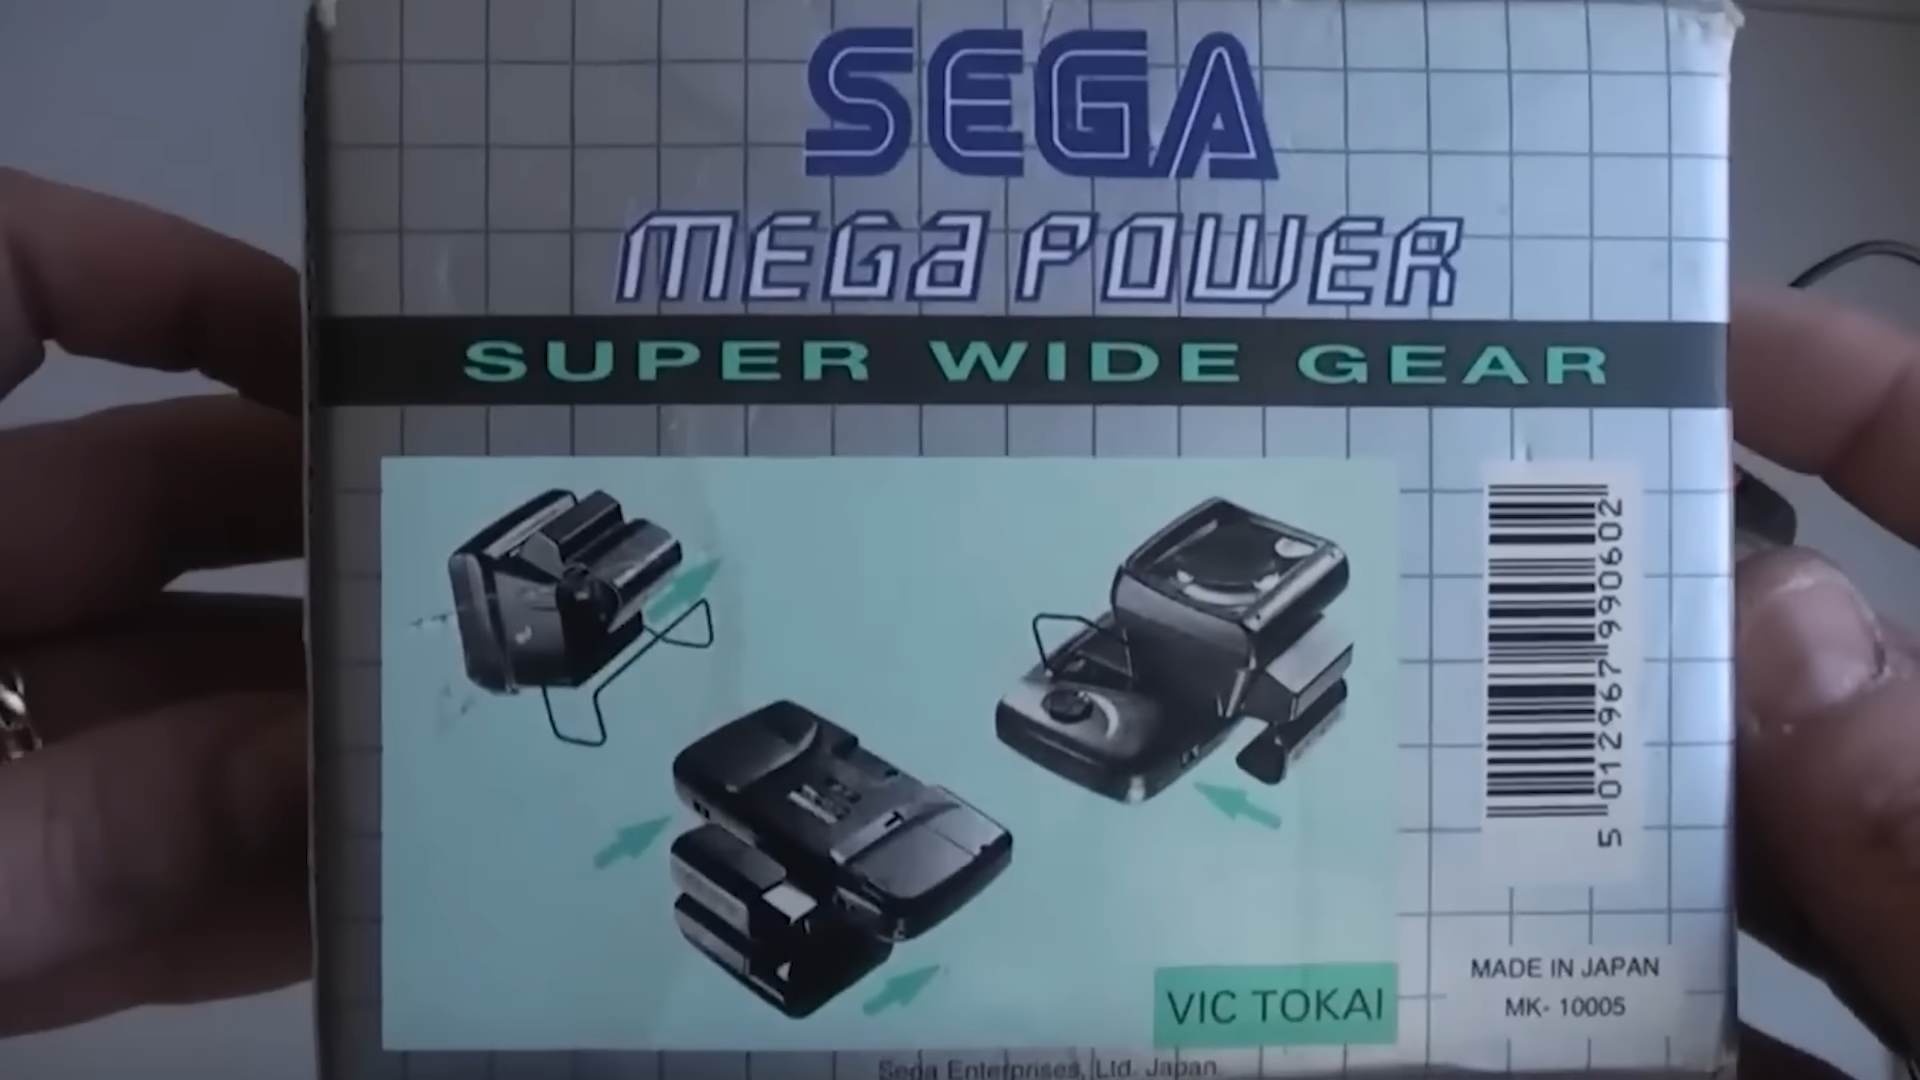 SEGA
MEGA POWER
SUPER WIDE GEAR
5 012967 990602
VIC TOKAI
MADE IN JAPAN
MK- 10005
Sega Enterprises, Ltd. Japan